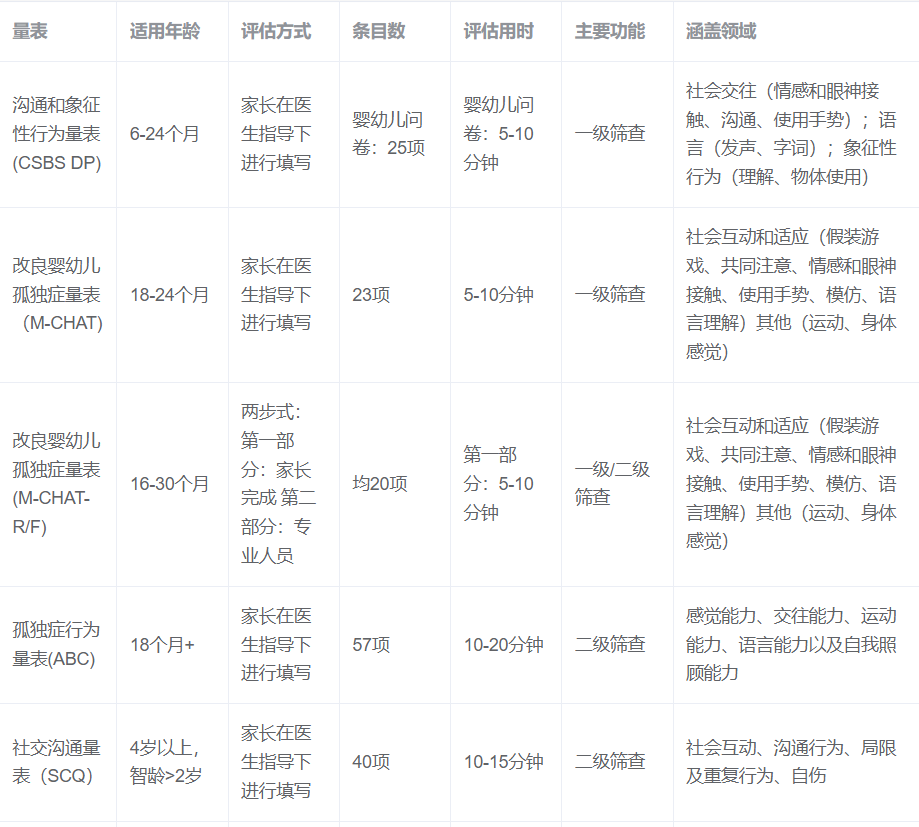 量表
适用年龄
评估方式
条目数
评估用时
主要功能
涵盖领域
沟通和象征
性行为量表
(CSBS DP)
6-24个月
家长在医
生指导下
进行填写
婴幼儿问
卷：25项
婴幼儿问
卷：5-10
分钟
一级筛查
社会交往（情感和眼神接
触、沟通、使用手势）；语
言（发声、字词）；象征性
行为（理解、物体使用）
改良婴幼儿
孤独症量表
（M-CHAT)
18-24个月
家长在医
生指导下
进行填写
23项
5-10分钟
一级筛查
社会互动和适应（假装游
戏、共同注意、情感和眼神
接触、使用手势、模仿、语
言理解）其他（运动、身体
感觉）
改良婴幼儿
孤独症量表
(M-CHAT-
R/F)
16-30个月
两步式：
第一部
分：家长
完成 第二
部分：专
业人员
均20项
第一部
分：5-10
分钟
一级/二级
筛查
社会互动和适应（假装游
戏、共同注意、情感和眼神
接触、使用手势、模仿、语
言理解）其他（运动、身体
感觉）
孤独症行为
量表(ABC)
18个月+
家长在医
生指导下
进行填写
57项
10-20分钟
二级筛查
感觉能力、交往能力、运动
能力、语言能力以及自我照
顾能力
社交沟通量
表（SCQ）
4岁以上，
智龄>2岁
家长在医
生指导下
进行填写
40项
10-15分钟
二级筛查
社会互动、沟通行为、局限
及重复行为、自伤